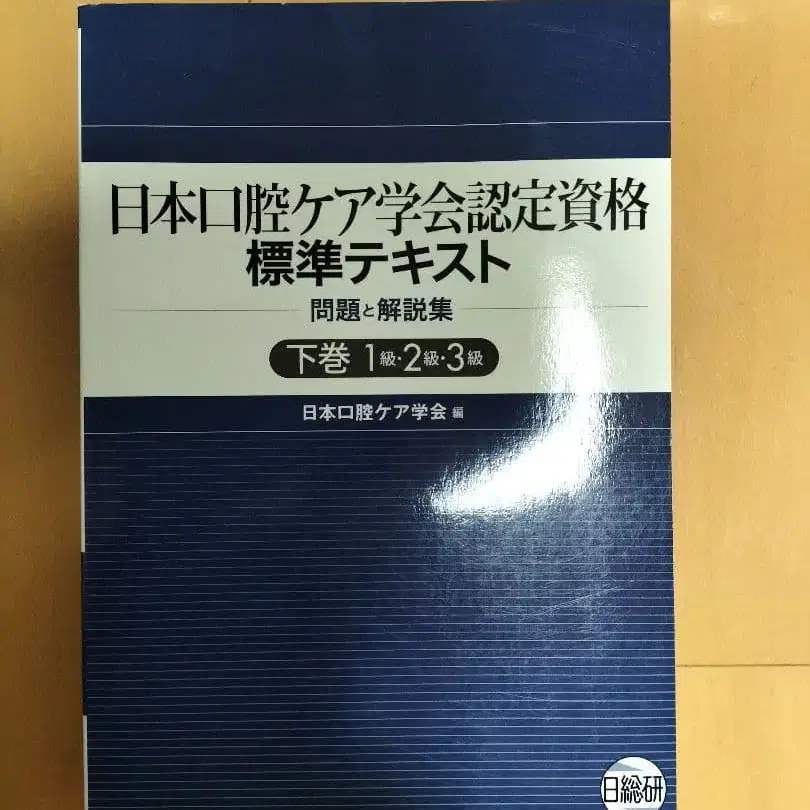 日本口腔ケア学会認定資格
標準テキスト
問題と解説集
下巻 1級・2級・3級
日本口腔ケア学会 編
日総研